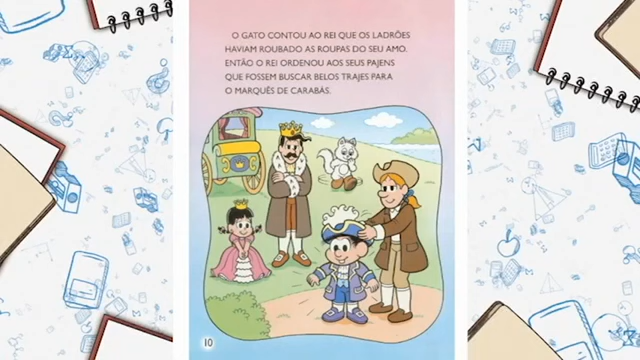 O GATO CONTOU AO REI QUE OS LADRÕES
HAVIAM ROUBADO AS ROUPAS DO SEU AMO.
ENTÃO O REI ORDENOU AOS SEUS PAJENS
QUE FOSSEM BUSCAR BELOS TRAJES PARA
O MARQUÊS DE CARABÁS.
10